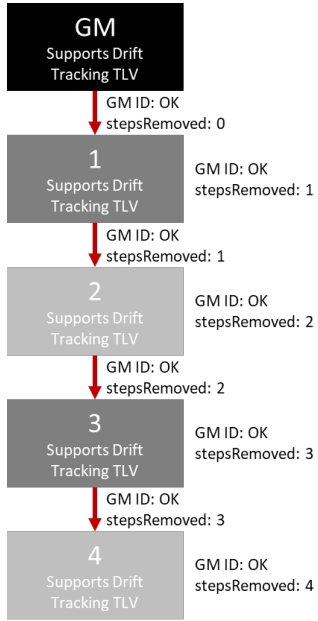 GM
Supports Drift
Tracking TLV
GM ID: OK
stepsRemoved: 0
1
Supports Drift
Tracking TLV
GM ID: OK
stepsRemoved: 1
GM ID: OK
stepsRemoved: 1
2
Supports Drift
Tracking TLV
GM ID: OK
stepsRemoved: 2
GM ID: OK
stepsRemoved: 2
3
Supports Drift
Tracking TLV
GM ID: OK
stepsRemoved: 3
GM ID: OK
stepsRemoved: 3
4
Supports Drift
Tracking TLV
GM ID: OK
stepsRemoved: 4